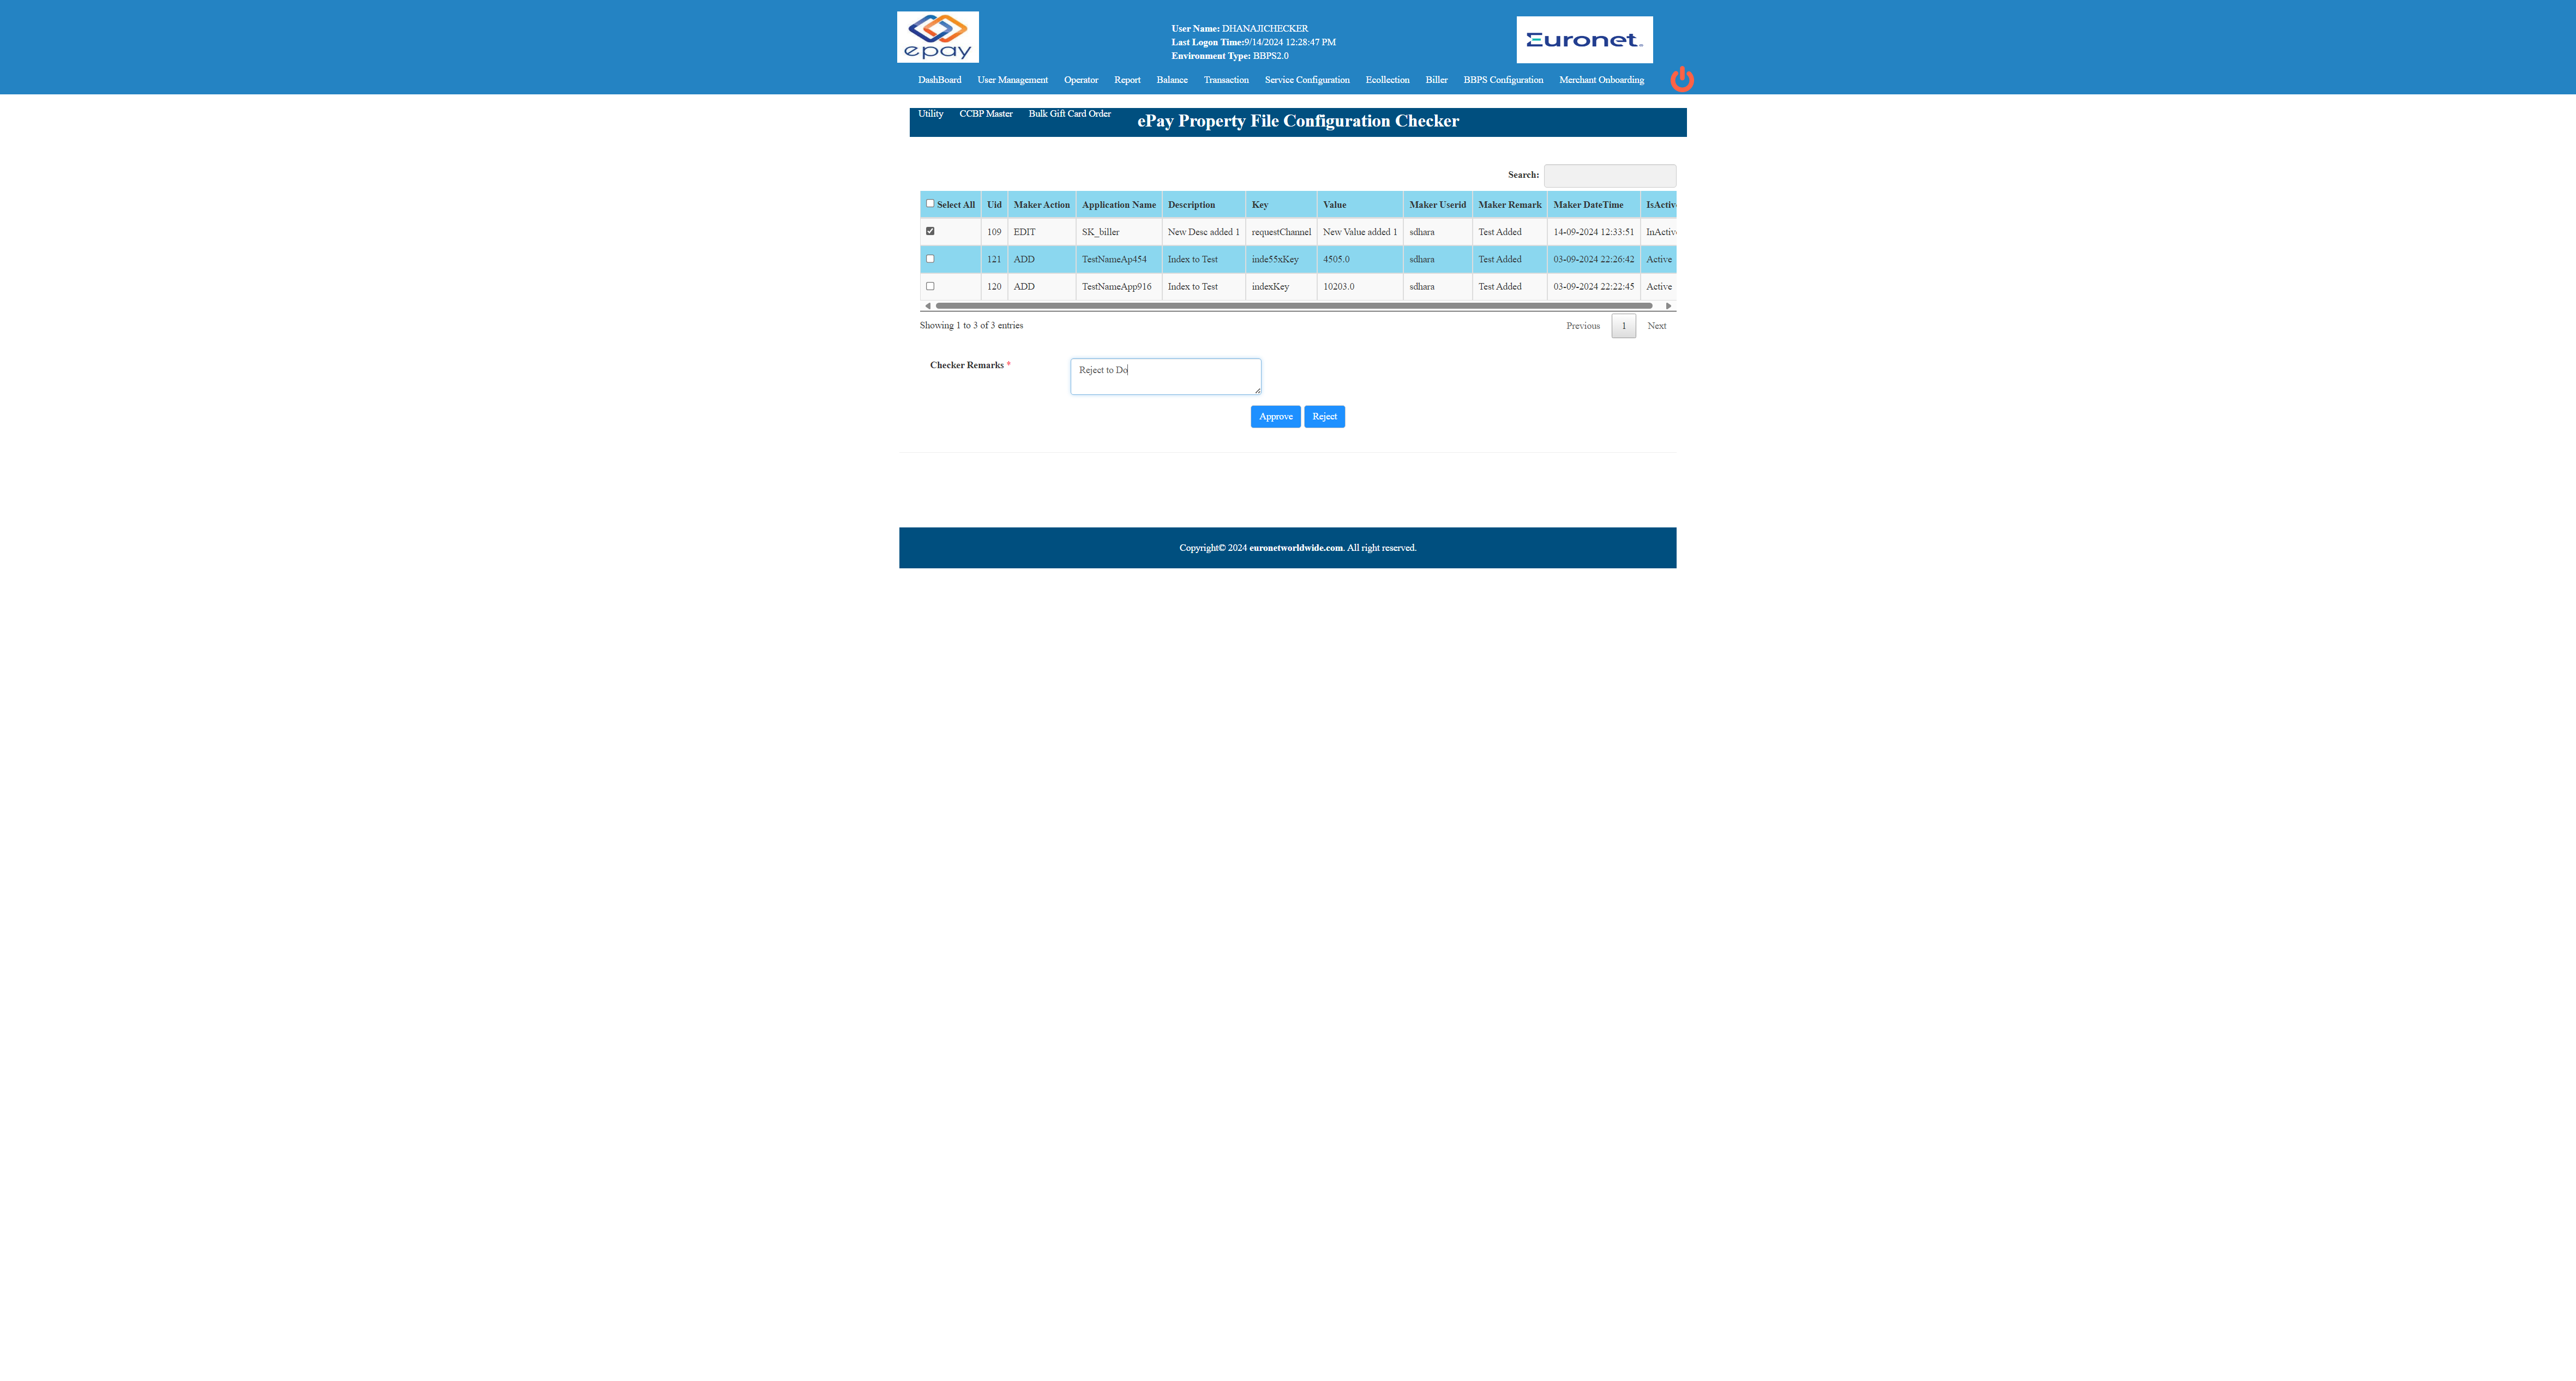 epay
User Name: DHANAJICHECKER
Last Logon Time:9/14/2024 12:28:47 PM
Environment Type: BBPS2.0
Euronet
DashBoard User Management Operator Report Balance Transaction Service Configuration Ecollection Biller BBPS Configuration Merchant Onboarding
Utility CCBP Master Bulk Gift Card Order
ePay Property File Configuration Checker
Search:
Select All Uid Maker Action Application Name Description Key Value Maker Userid Maker Remark Maker DateTime IsActiv
109 EDIT SK_biller New Desc added 1 requestChannel New Value added 1 sdhara Test Added 14-09-2024 12:33:51 InActiv
121 ADD TestNameAp454 Index to Test inde55xKey 4505.0 sdhara Test Added 03-09-2024 22:26:42 Active
120 ADD TestNameApp916 Index to Test indexKey 10203.0 sdhara Test Added 03-09-2024 22:22:45 Active
Showing 1 to 3 of 3 entries
Previous 1 Next
Checker Remarks *
Reject to Do
Approve Reject
Copyright© 2024 euronetworldwide.com. All right reserved.